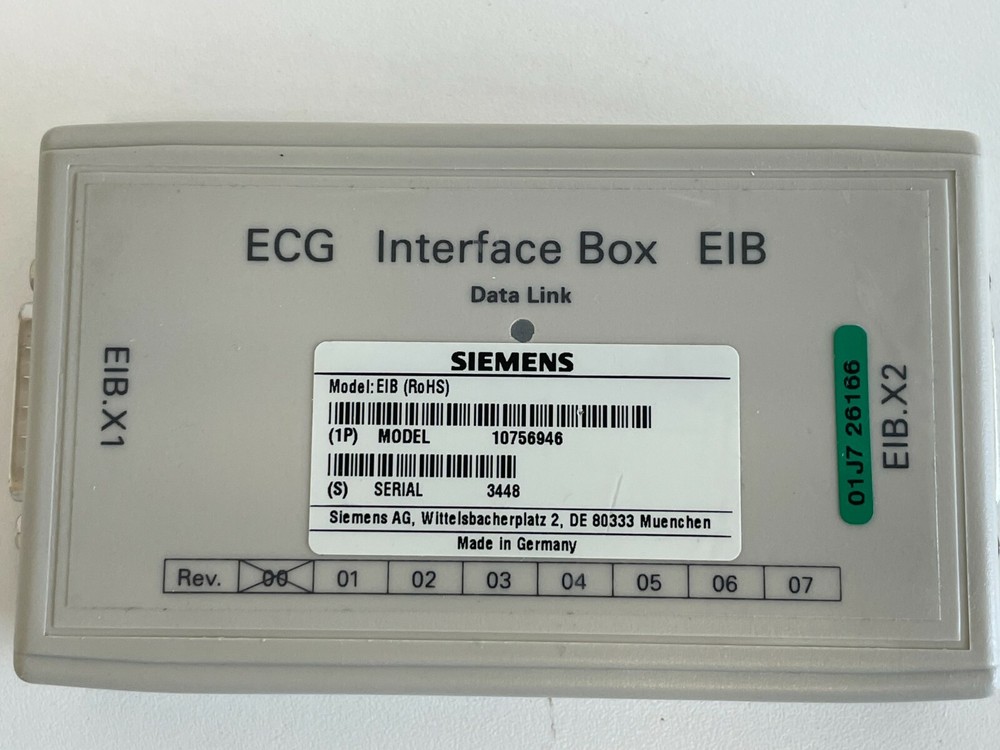 ECG Interface Box EIB
Data Link
EIB.X1
SIEMENS
Model: EIB (RoHS)
(1P) MODEL 10756946
(S) SERIAL 3448
Siemens AG, Wittelsbacherplatz 2, DE 80333 Muenchen
Made in Germany
01J7 26166
EIB.X2
Rev. 00 01 02 03 04 05 06 07